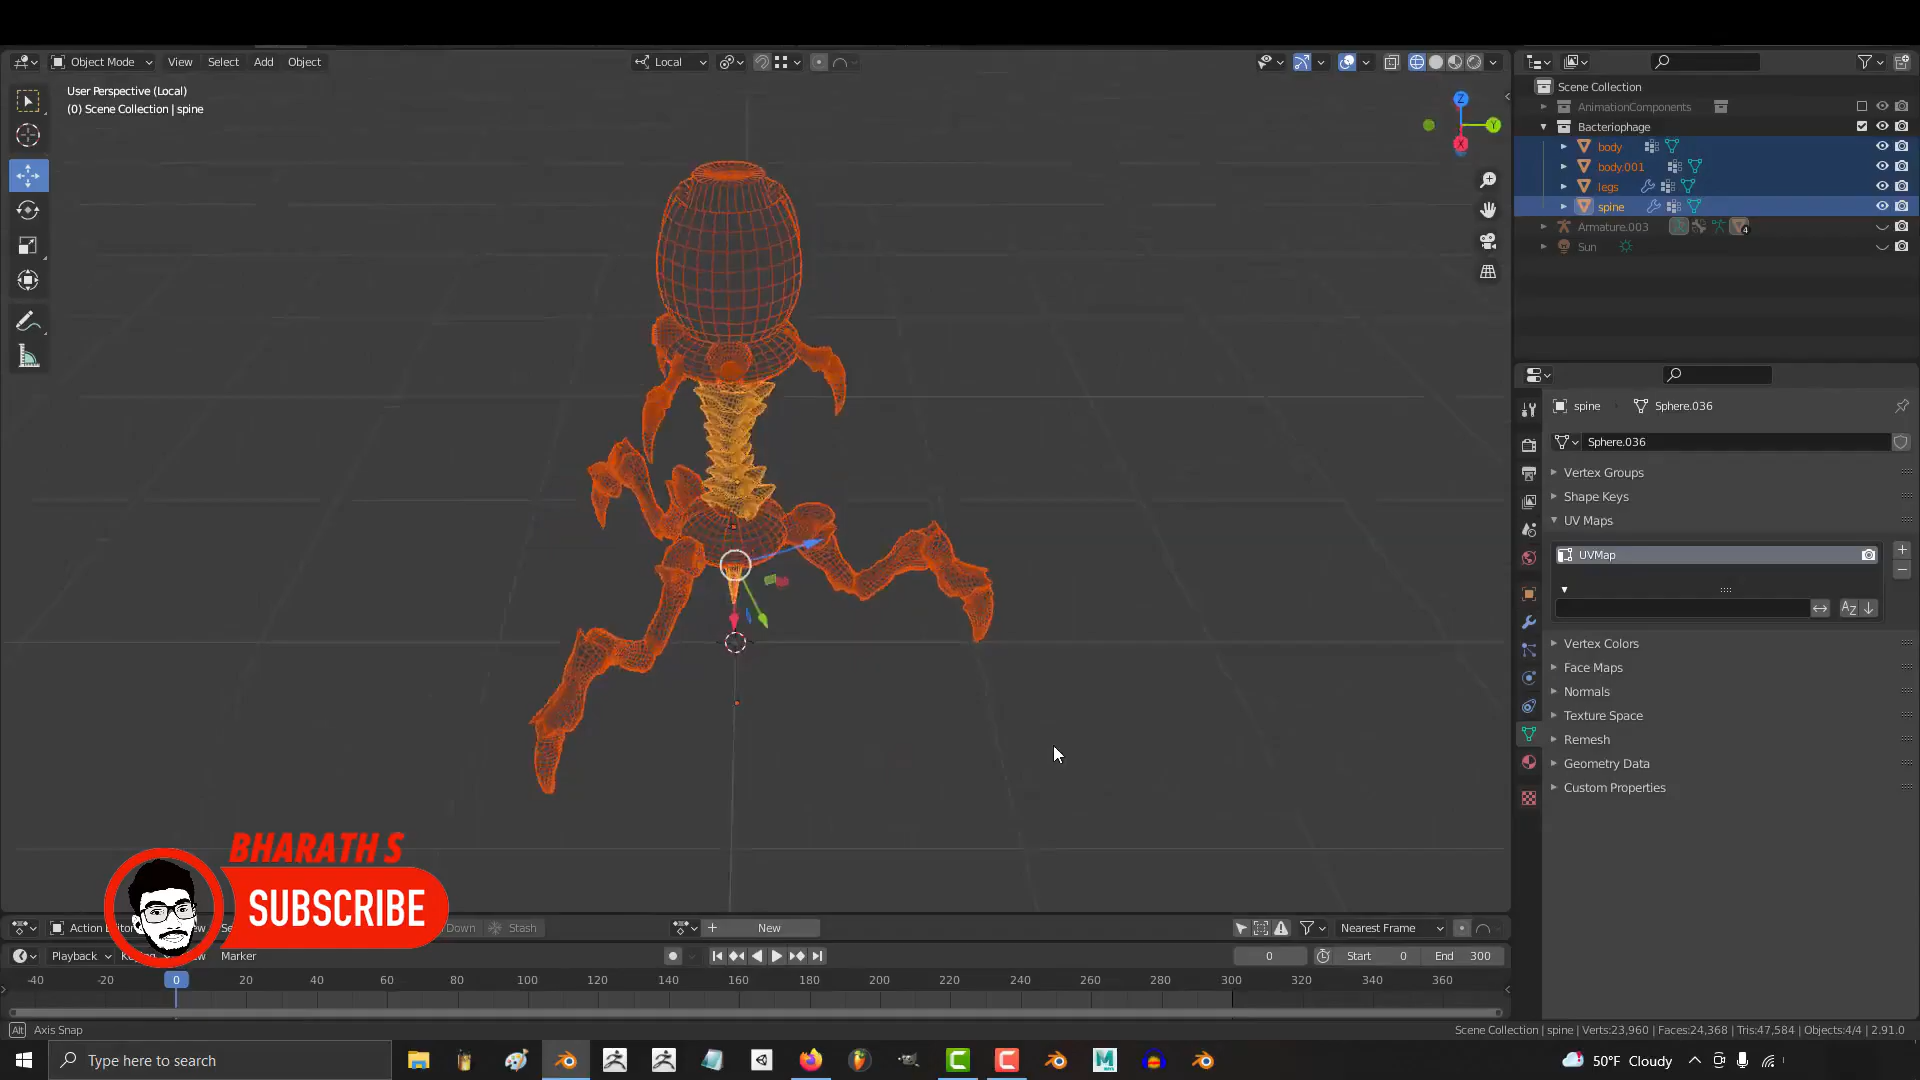 Object Mode View Select Add Object Local
User Perspective (Local)
(0) Scene Collection | spine
Z
Y
X
Scene Collection
AnimationComponents
Bacteriophage
body
body.001
legs
spine
Armature.003 4
Sun
spine Sphere.036
Sphere.036
Vertex Groups
Shape Keys
UV Maps
UVMap
Vertex Colors
Face Maps
Normals
Texture Space
Remesh
Geometry Data
Custom Properties
BHARATH S
SUBSCRIBE
Down Stash New Nearest Frame
Playback Marker 0 Start 0 End 300
-40 -20 0 20 40 60 80 100 120 140 160 180 200 220 240 260 280 300 320 340 360
Alt Axis Snap Scene Collection | spine | Verts:23,960 | Faces:24,368 | Tris:47,584 | Objects:4/4 | 2.91.0
Type here to search 50°F Cloudy